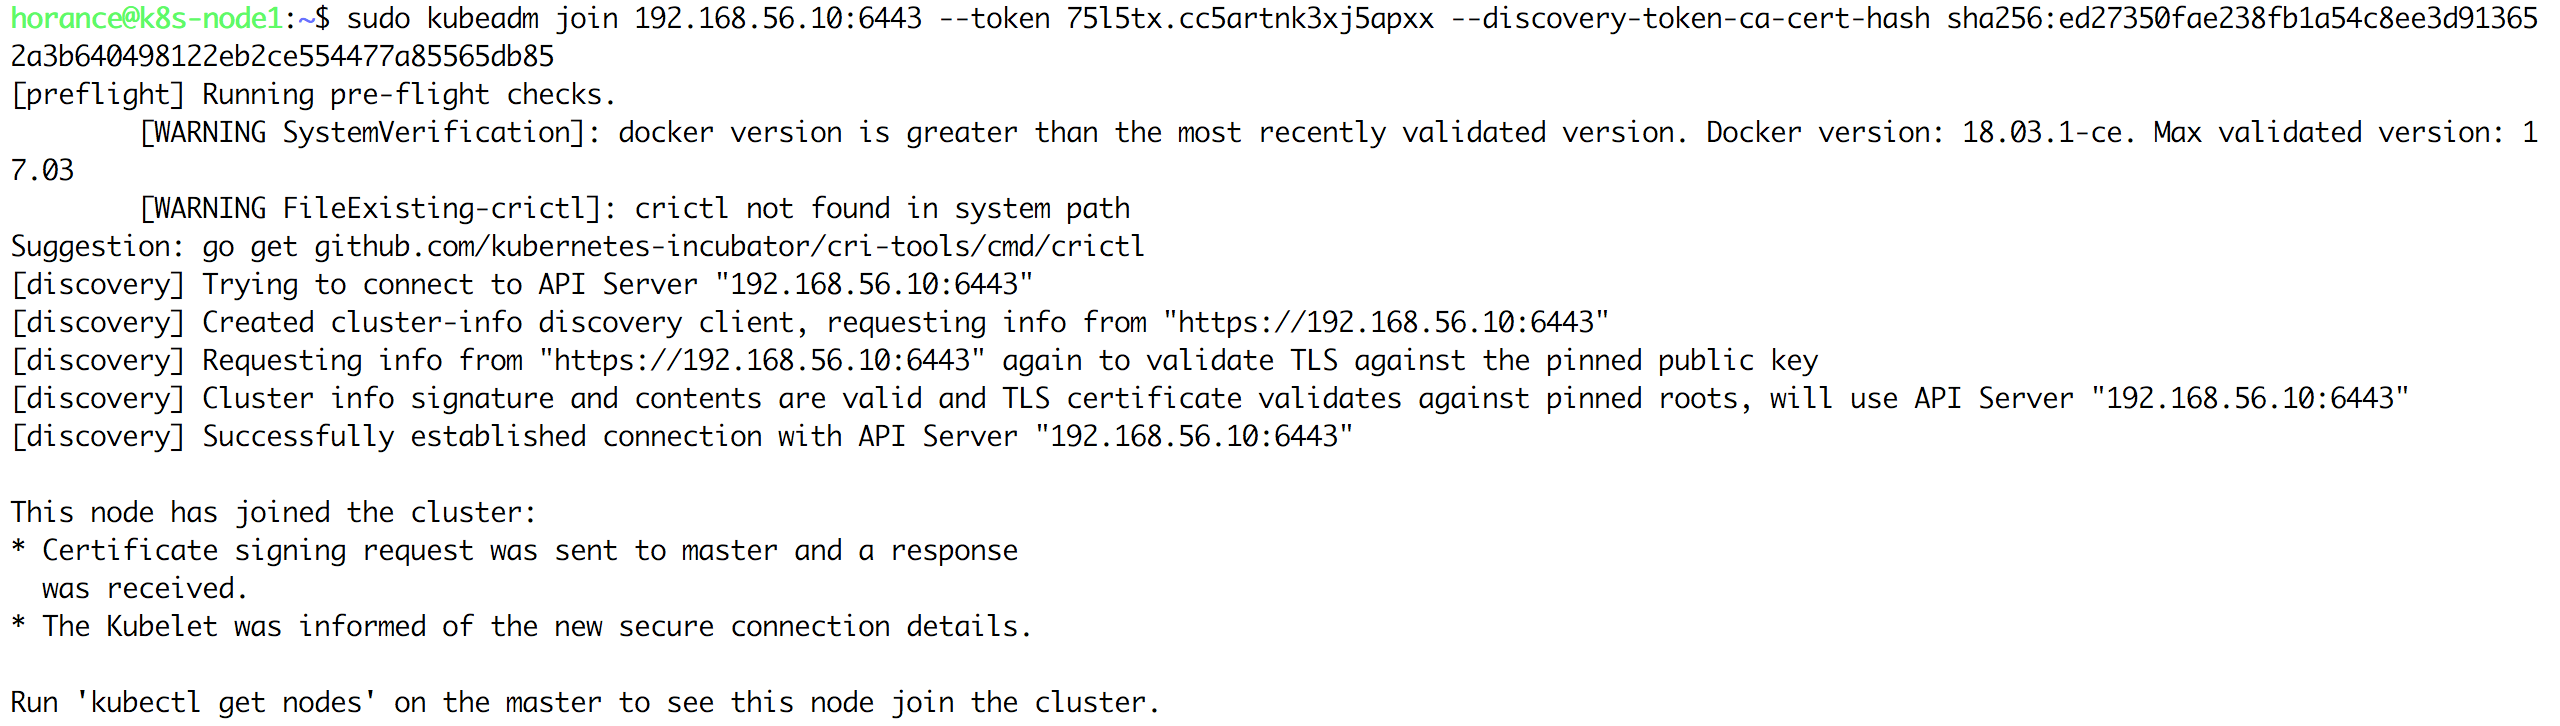 horance@k8s-node1:~$ sudo kubeadm join 192.168.56.10:6443 --token 75l5tx.cc5artnk3xj5apxx --discovery-token-ca-cert-hash sha256:ed27350fae238fb1a54c8ee3d91365
2a3b640498122eb2ce554477a85565db85
[preflight] Running pre-flight checks.
        [WARNING SystemVerification]: docker version is greater than the most recently validated version. Docker version: 18.03.1-ce. Max validated version: 1
7.03
        [WARNING FileExisting-crictl]: crictl not found in system path
Suggestion: go get github.com/kubernetes-incubator/cri-tools/cmd/crictl
[discovery] Trying to connect to API Server "192.168.56.10:6443"
[discovery] Created cluster-info discovery client, requesting info from "https://192.168.56.10:6443"
[discovery] Requesting info from "https://192.168.56.10:6443" again to validate TLS against the pinned public key
[discovery] Cluster info signature and contents are valid and TLS certificate validates against pinned roots, will use API Server "192.168.56.10:6443"
[discovery] Successfully established connection with API Server "192.168.56.10:6443"

This node has joined the cluster:
* Certificate signing request was sent to master and a response
  was received.
* The Kubelet was informed of the new secure connection details.

Run 'kubectl get nodes' on the master to see this node join the cluster.